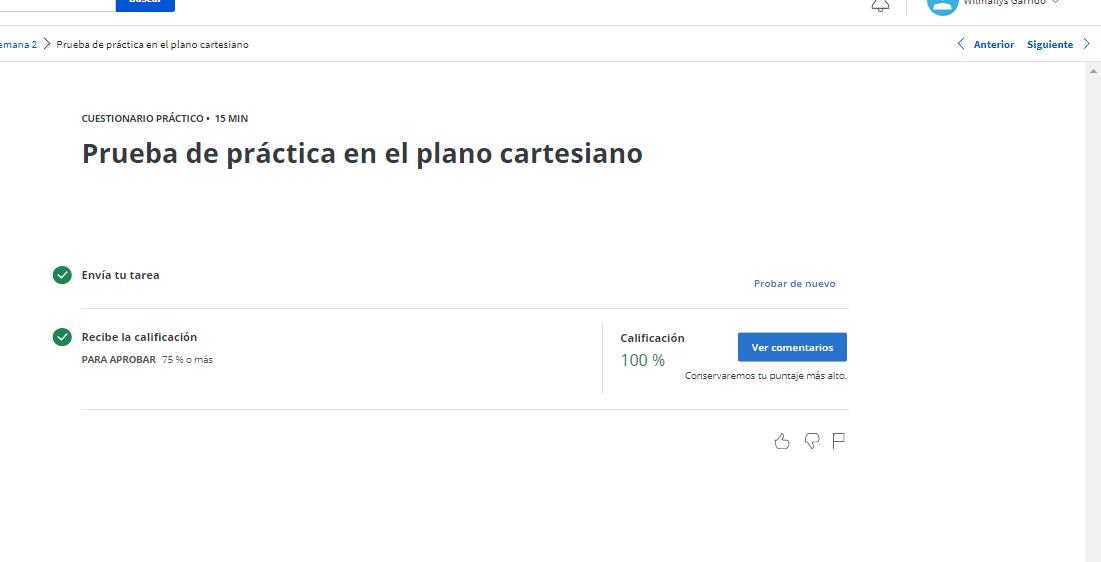 Buscar
Wilmailys Garrido
emana 2 > Prueba de práctica en el plano cartesiano
Anterior Siguiente
CUESTIONARIO PRÁCTICO • 15 MIN
Prueba de práctica en el plano cartesiano
Envía tu tarea
Probar de nuevo
Recibe la calificación
PARA APROBAR 75 % o más
Calificación
100 %
Ver comentarios
Conservaremos tu puntaje más alto.